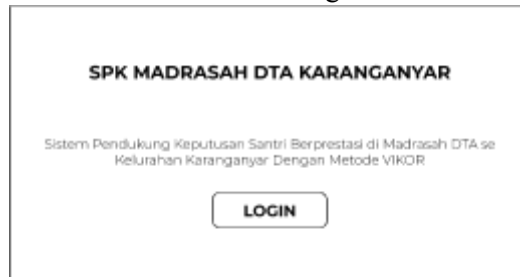 SPK MADRASAH DTA KARANGANYAR
Sistem Pendukung Keputusan Santri Berprestasi di Madrasah DTA se
Kelurahan Karanganyar Dengan Metode VIKOR
LOGIN